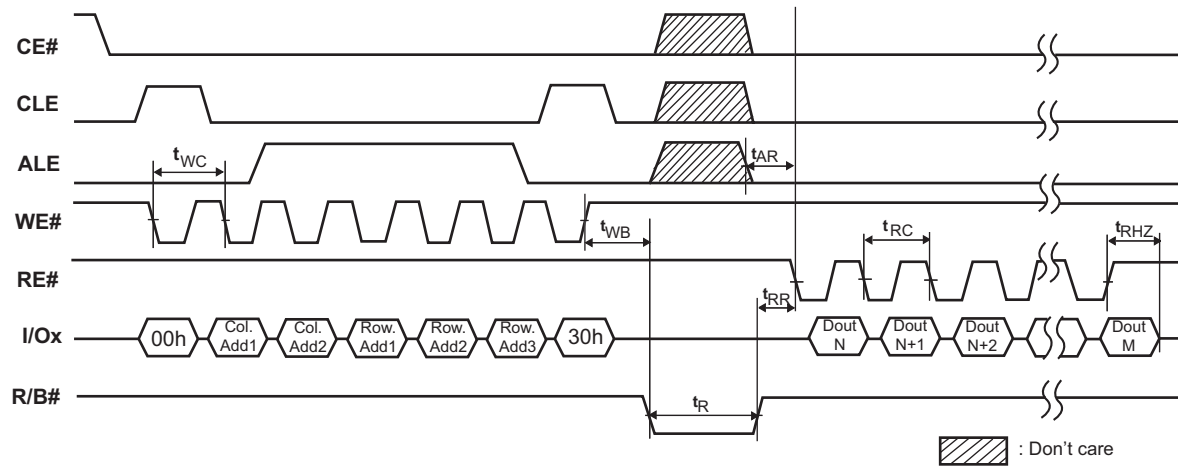 CE#
CLE
ALE
tWC
tAR
WE#
tWB
tRC
tRHZ
RE#
tRR
I/Ox
00h
Col. Add1
Col. Add2
Row. Add1
Row. Add2
Row. Add3
30h
Dout N
Dout N+1
Dout N+2
Dout M
R/B#
tR
: Don't care